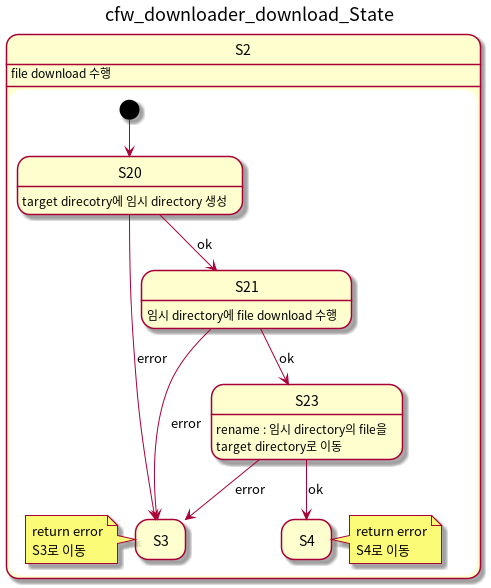 cfw_downloader_download_State
S2
file download 수행
S20
target direcotry에 임시 directory 생성
ok
S21
임시 directory에 file download 수행
error
ok
S23
rename : 임시 directory의 file을
target directory로 이동
error
error
ok
return error
S3로 이동
S3
S4
return error
S4로 이동